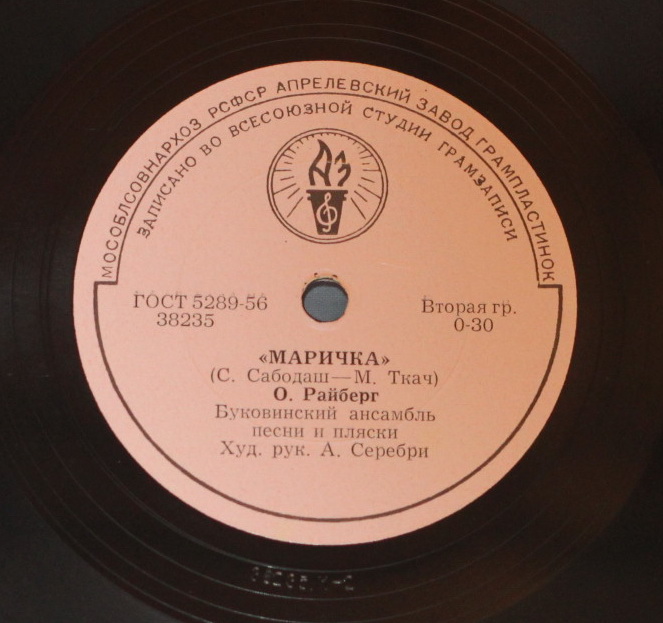 МОСОБЛСОВНАРХОЗ РСФСР АПРЕЛЕВСКИЙ ЗАВОД ГРАМПЛАСТИНОК
ЗАПИСАНО ВО ВСЕСОЮЗНОЙ СТУДИИ ГРАМЗАПИСИ
АЗ
ГОСТ 5289-56
38235
Вторая гр.
0-30
«МАРИЧКА»
(С. Сабодаш—М. Ткач)
О. Райберг
Буковинский ансамбль
песни и пляски
Худ. рук. А. Серебри